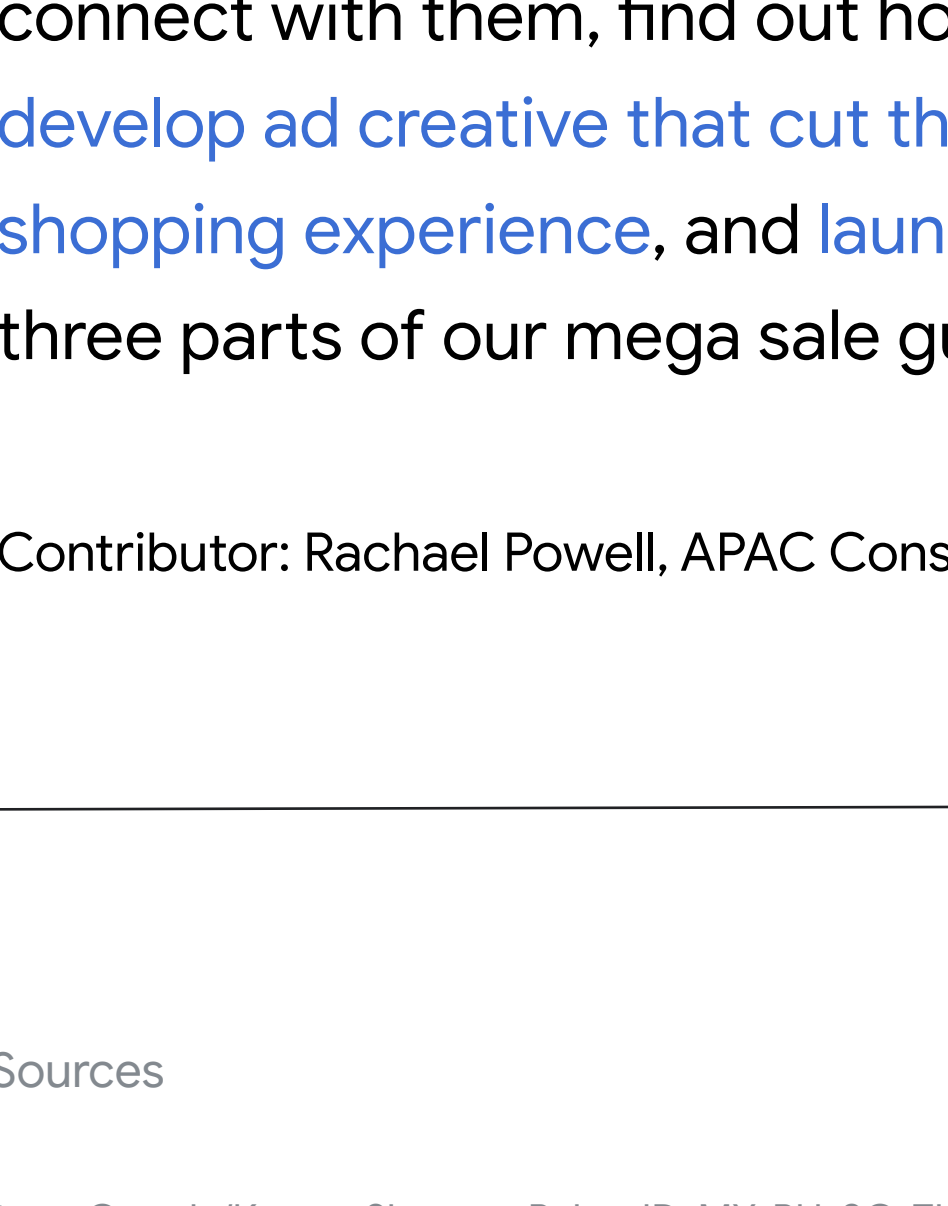 connect with them, find out ho
develop ad creative that cut th
shopping experience, and laun
three parts of our mega sale gu
Contributor: Rachael Powell, APAC Cons
Sources